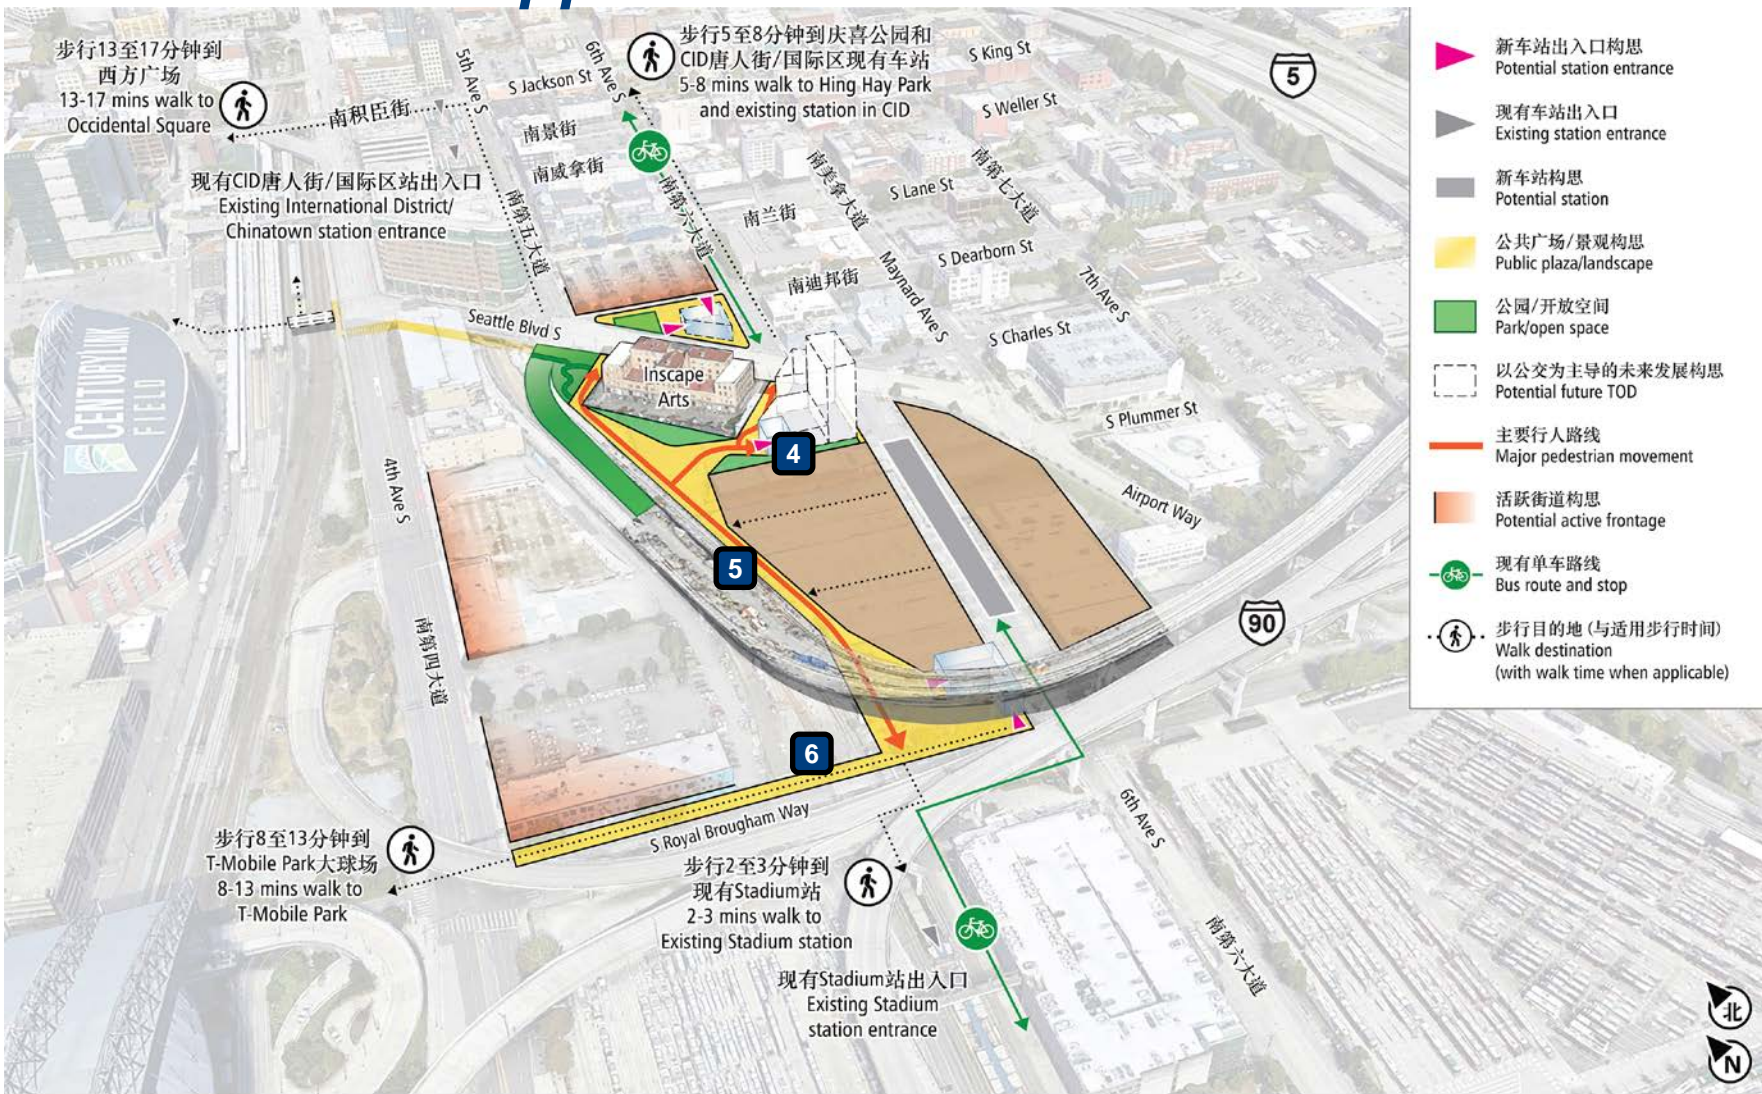 步行13至17分钟到
西方广场
13-17 mins walk to
Occidental Square
5th Ave S
S Jackson St
6th Ave S
步行5至8分钟到庆喜公园和
CID唐人街/国际区现有车站
5-8 mins walk to Hing Hay Park
and existing station in CID
S King St
S Weller St
5
南积臣街
南景街
南威拿街
南第六大道
南美拿大道
南第七大道
S Lane St
现有CID唐人街/国际区站出入口
Existing International District/
Chinatown station entrance
南第五大道
南兰街
S Dearborn St
南迪邦街
Maynard Ave S
7th Ave S
Seattle Blvd S
S Charles St
Inscape
Arts
S Plummer St
CENTURYLINK
FIELD
4th Ave S
4
Airport Way
5
南第四大道
90
6
S Royal Brougham Way
6th Ave S
步行8至13分钟到
T-Mobile Park大球场
8-13 mins walk to
T-Mobile Park
步行2至3分钟到
现有Stadium站
2-3 mins walk to
Existing Stadium station
南第六大道
现有Stadium站出入口
Existing Stadium
station entrance
新车站出入口构思
Potential station entrance
现有车站出入口
Existing station entrance
新车站构思
Potential station
公共广场/景观构思
Public plaza/landscape
公园/开放空间
Park/open space
以公交为主导的未来发展构思
Potential future TOD
主要行人路线
Major pedestrian movement
活跃街道构思
Potential active frontage
现有单车路线
Bus route and stop
步行目的地 (与适用步行时间)
Walk destination
(with walk time when applicable)
北
N